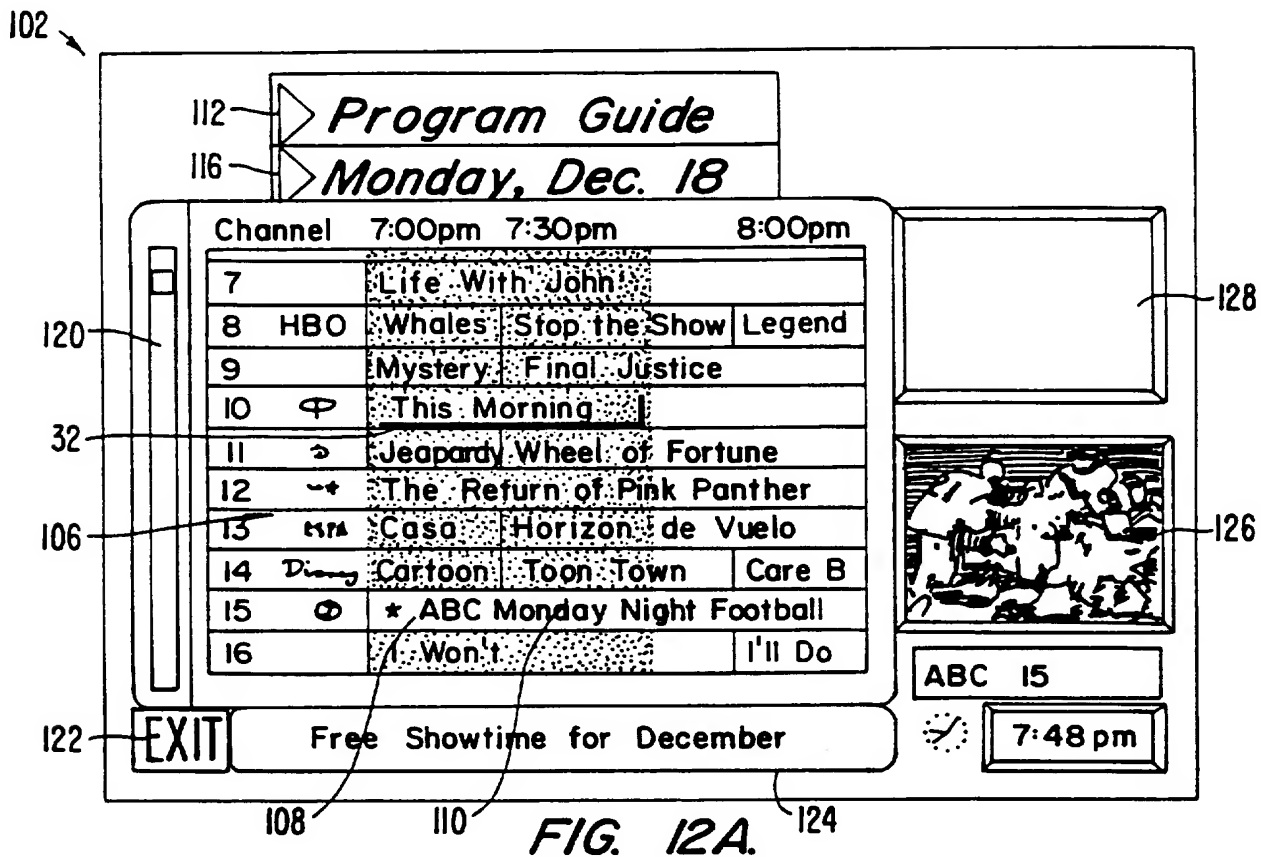 102
112 Program Guide
116 Monday, Dec. 18
Channel 7:00pm 7:30pm 8:00pm
7 Life With John
8 HBO Whales Stop the Show Legend
128
120
9 Mystery Final Justice
10 This Morning
32
11 Jeapardy Wheel of Fortune
12 The Return of Pink Panther
106
13 ESPN Casa Horizon de Vuelo
126
14 Disney Cartoon Toon Town Care B
15 * ABC Monday Night Football
16 I Won't I'll Do
ABC 15
122 EXIT Free Showtime for December
7:48 pm
108 110 124
FIG. 12A.